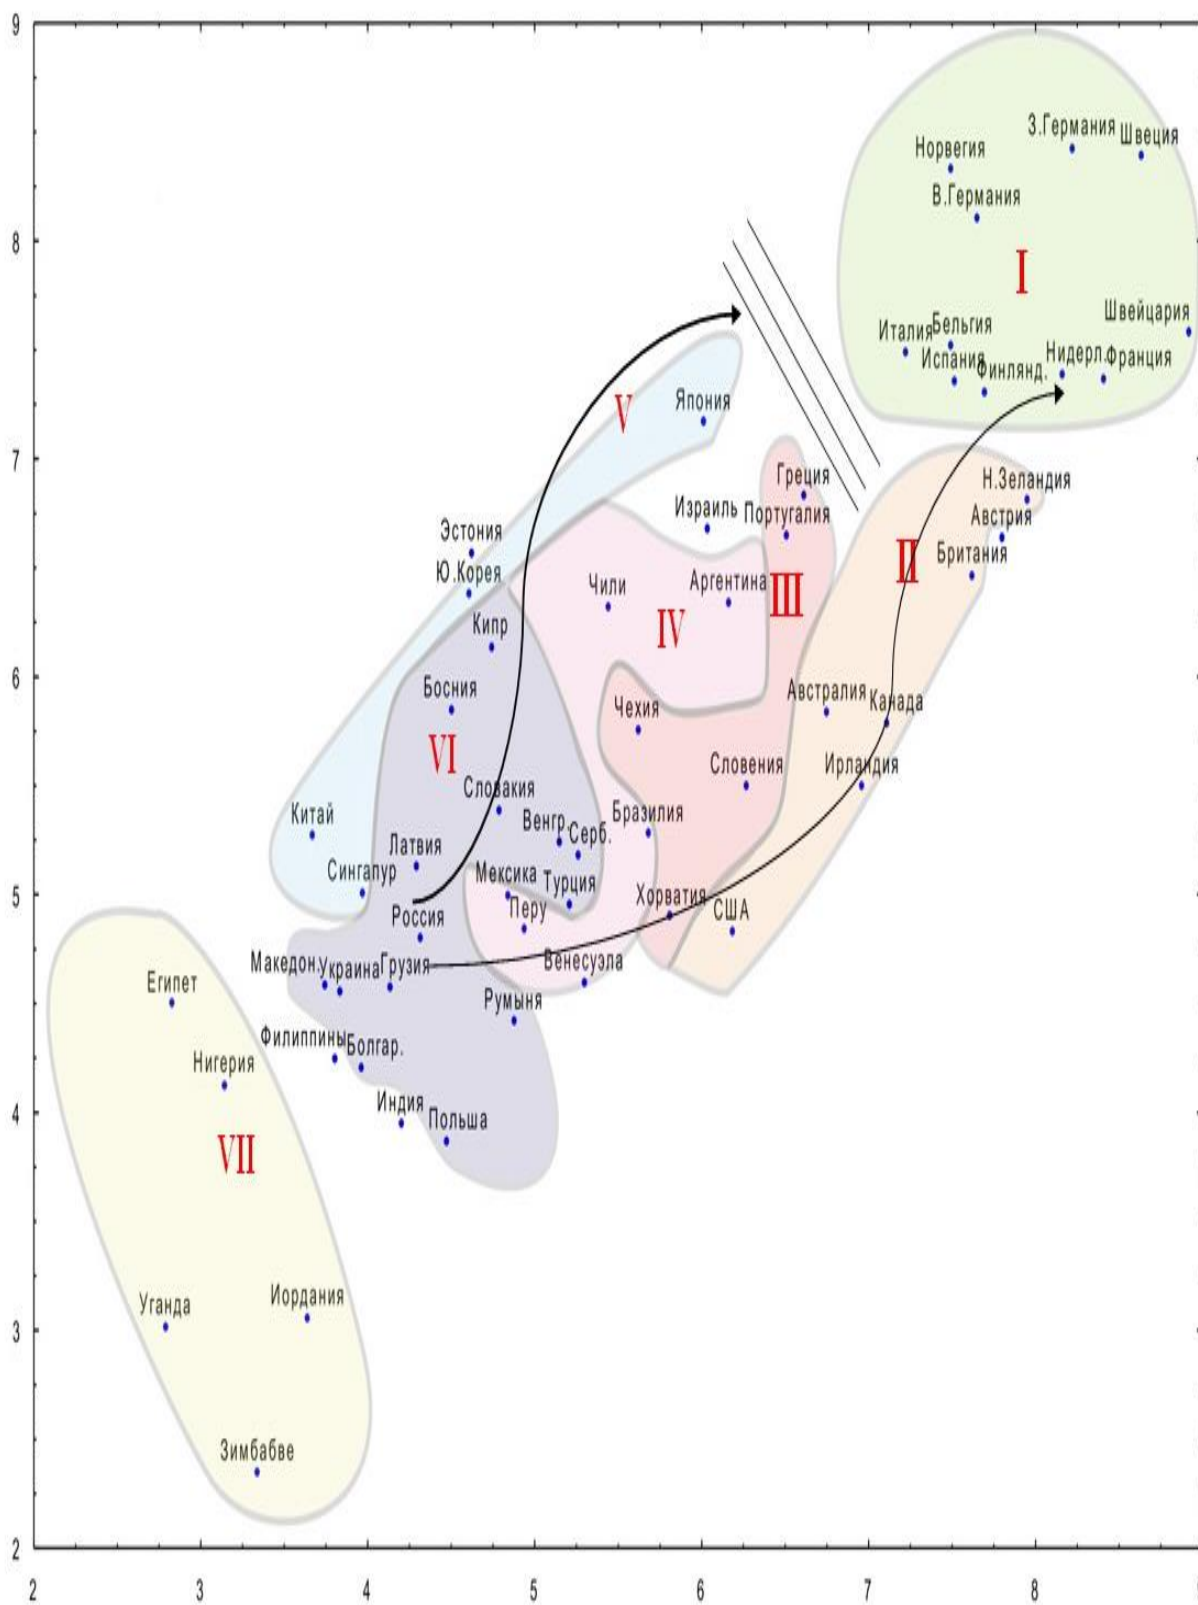 9
З.Германия
Швеция
Норвегия
В.Германия
8
I
Швейцария
Бельгия
Италия
Нидерл.
Франция
Испания
Финлянд.
V
Япония
7
Греция
Н.Зеландия
Израиль
Португалия
Австрия
Эстония
Британия
II
Ю.Корея
Чили
Аргентина
III
Кипр
IV
6
Босния
Австралия
Канада
Чехия
VI
Словения
Ирландия
Словакия
Китай
Бразилия
Венгр.
Серб.
Латвия
Сингапур
Мексика
Турция
5
Хорватия
Перу
США
Россия
Македон.
Украина
Грузия
Венесуэла
Египет
Румыня
Филиппины
Болгар.
Нигерия
4
Индия
Польша
VII
Уганда
Иордания
3
Зимбабве
2
2 3 4 5 6 7 8